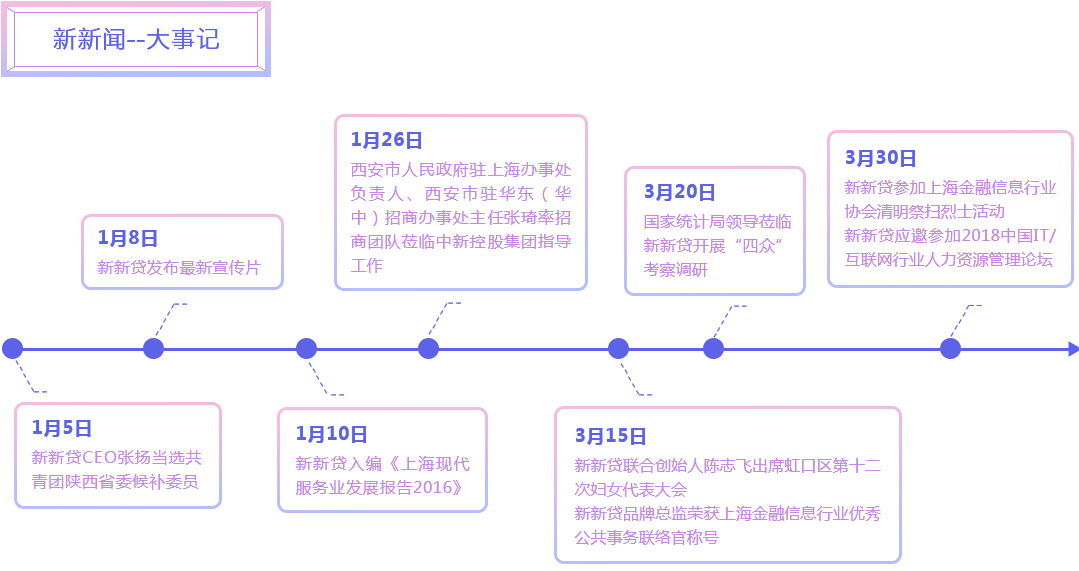 新新闻--大事记
1月5日
新新贷CEO张扬当选共
青团陕西省委候补委员
1月8日
新新贷发布最新宣传片
1月10日
新新贷入编《上海现代
服务业发展报告2016》
1月26日
西安市人民政府驻上海办事处
负责人、西安市驻华东（华
中）招商办事处主任张琦率招
商团队莅临中新控股集团指导
工作
3月15日
新新贷联合创始人陈志飞出席虹口区第十二
次妇女代表大会
新新贷品牌总监荣获上海金融信息行业优秀
公共事务联络官称号
3月20日
国家统计局领导莅临
新新贷开展“四众”
考察调研
3月30日
新新贷参加上海金融信息行业
协会清明祭扫烈士活动
新新贷应邀参加2018中国IT/
互联网行业人力资源管理论坛